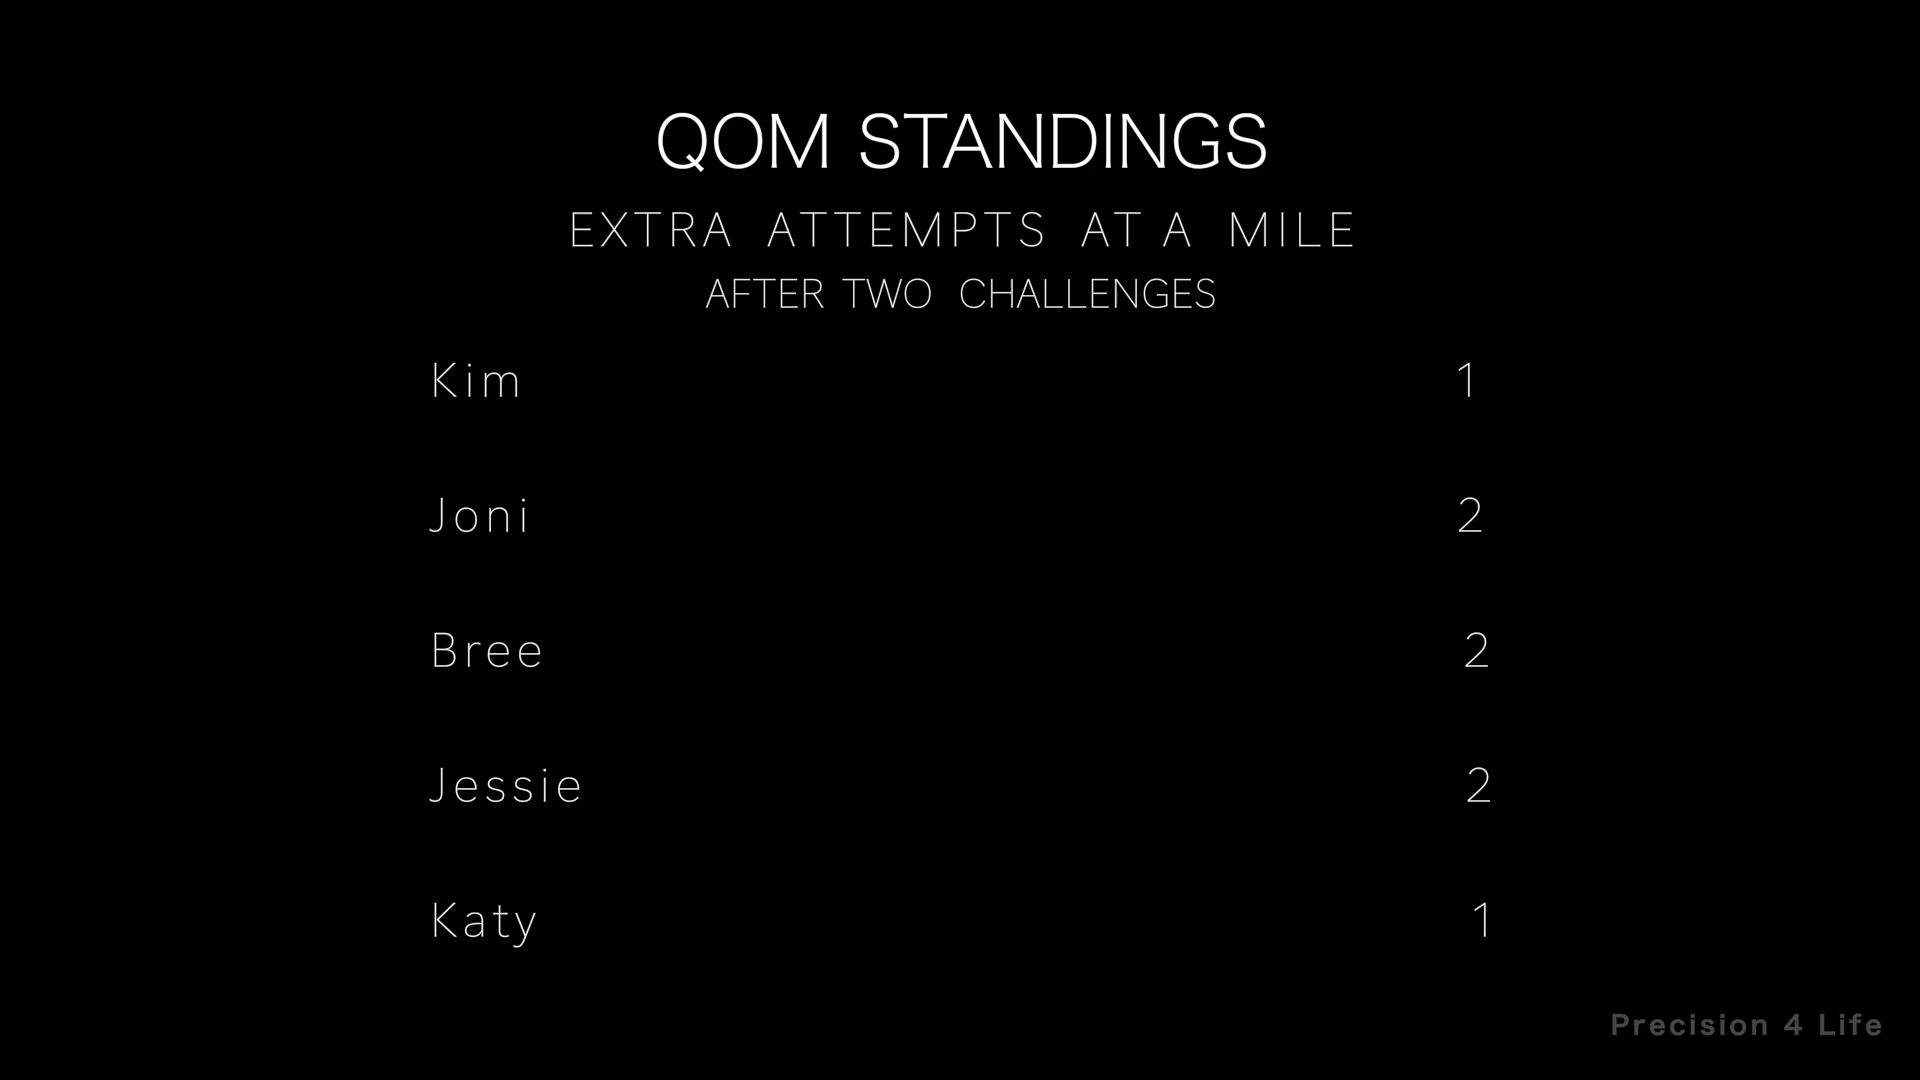 QOM STANDINGS
EXTRA ATTEMPTS AT A MILE
AFTER TWO CHALLENGES
Kim 1
Joni 2
Bree 2
Jessie 2
Katy 1
Precision 4 Life